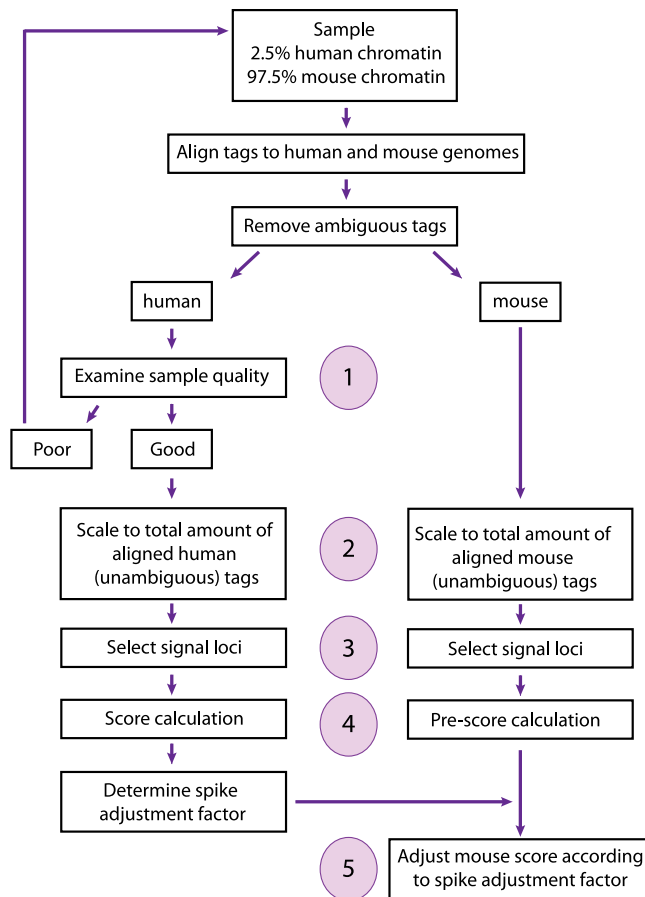 Sample
2.5% human chromatin
97.5% mouse chromatin
Align tags to human and mouse genomes
Remove ambiguous tags
human
mouse
Examine sample quality
1
Poor
Good
Scale to total amount of
aligned human
(unambiguous) tags
2
Scale to total amount of
aligned mouse
(unambiguous) tags
Select signal loci
3
Select signal loci
Score calculation
4
Pre-score calculation
Determine spike
adjustment factor
5
Adjust mouse score according
to spike adjustment factor